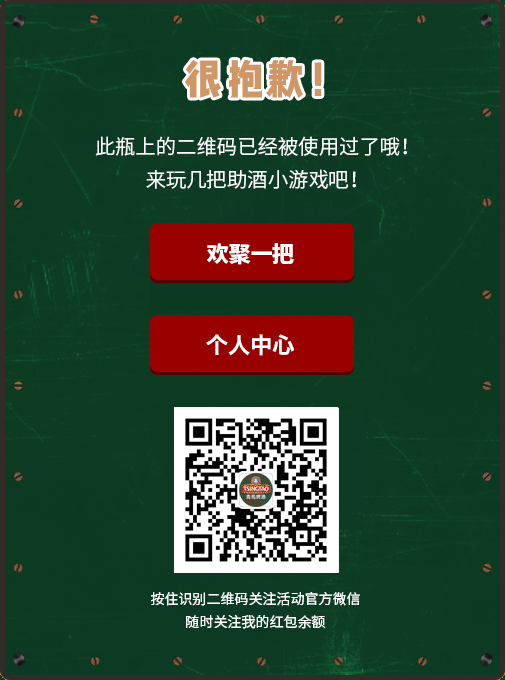 很抱歉！
此瓶上的二维码已经被使用过了哦！
来玩几把助酒小游戏吧！
欢聚一把
个人中心
TSINGTAO
青岛啤酒
按住识别二维码关注活动官方微信
随时关注我的红包余额